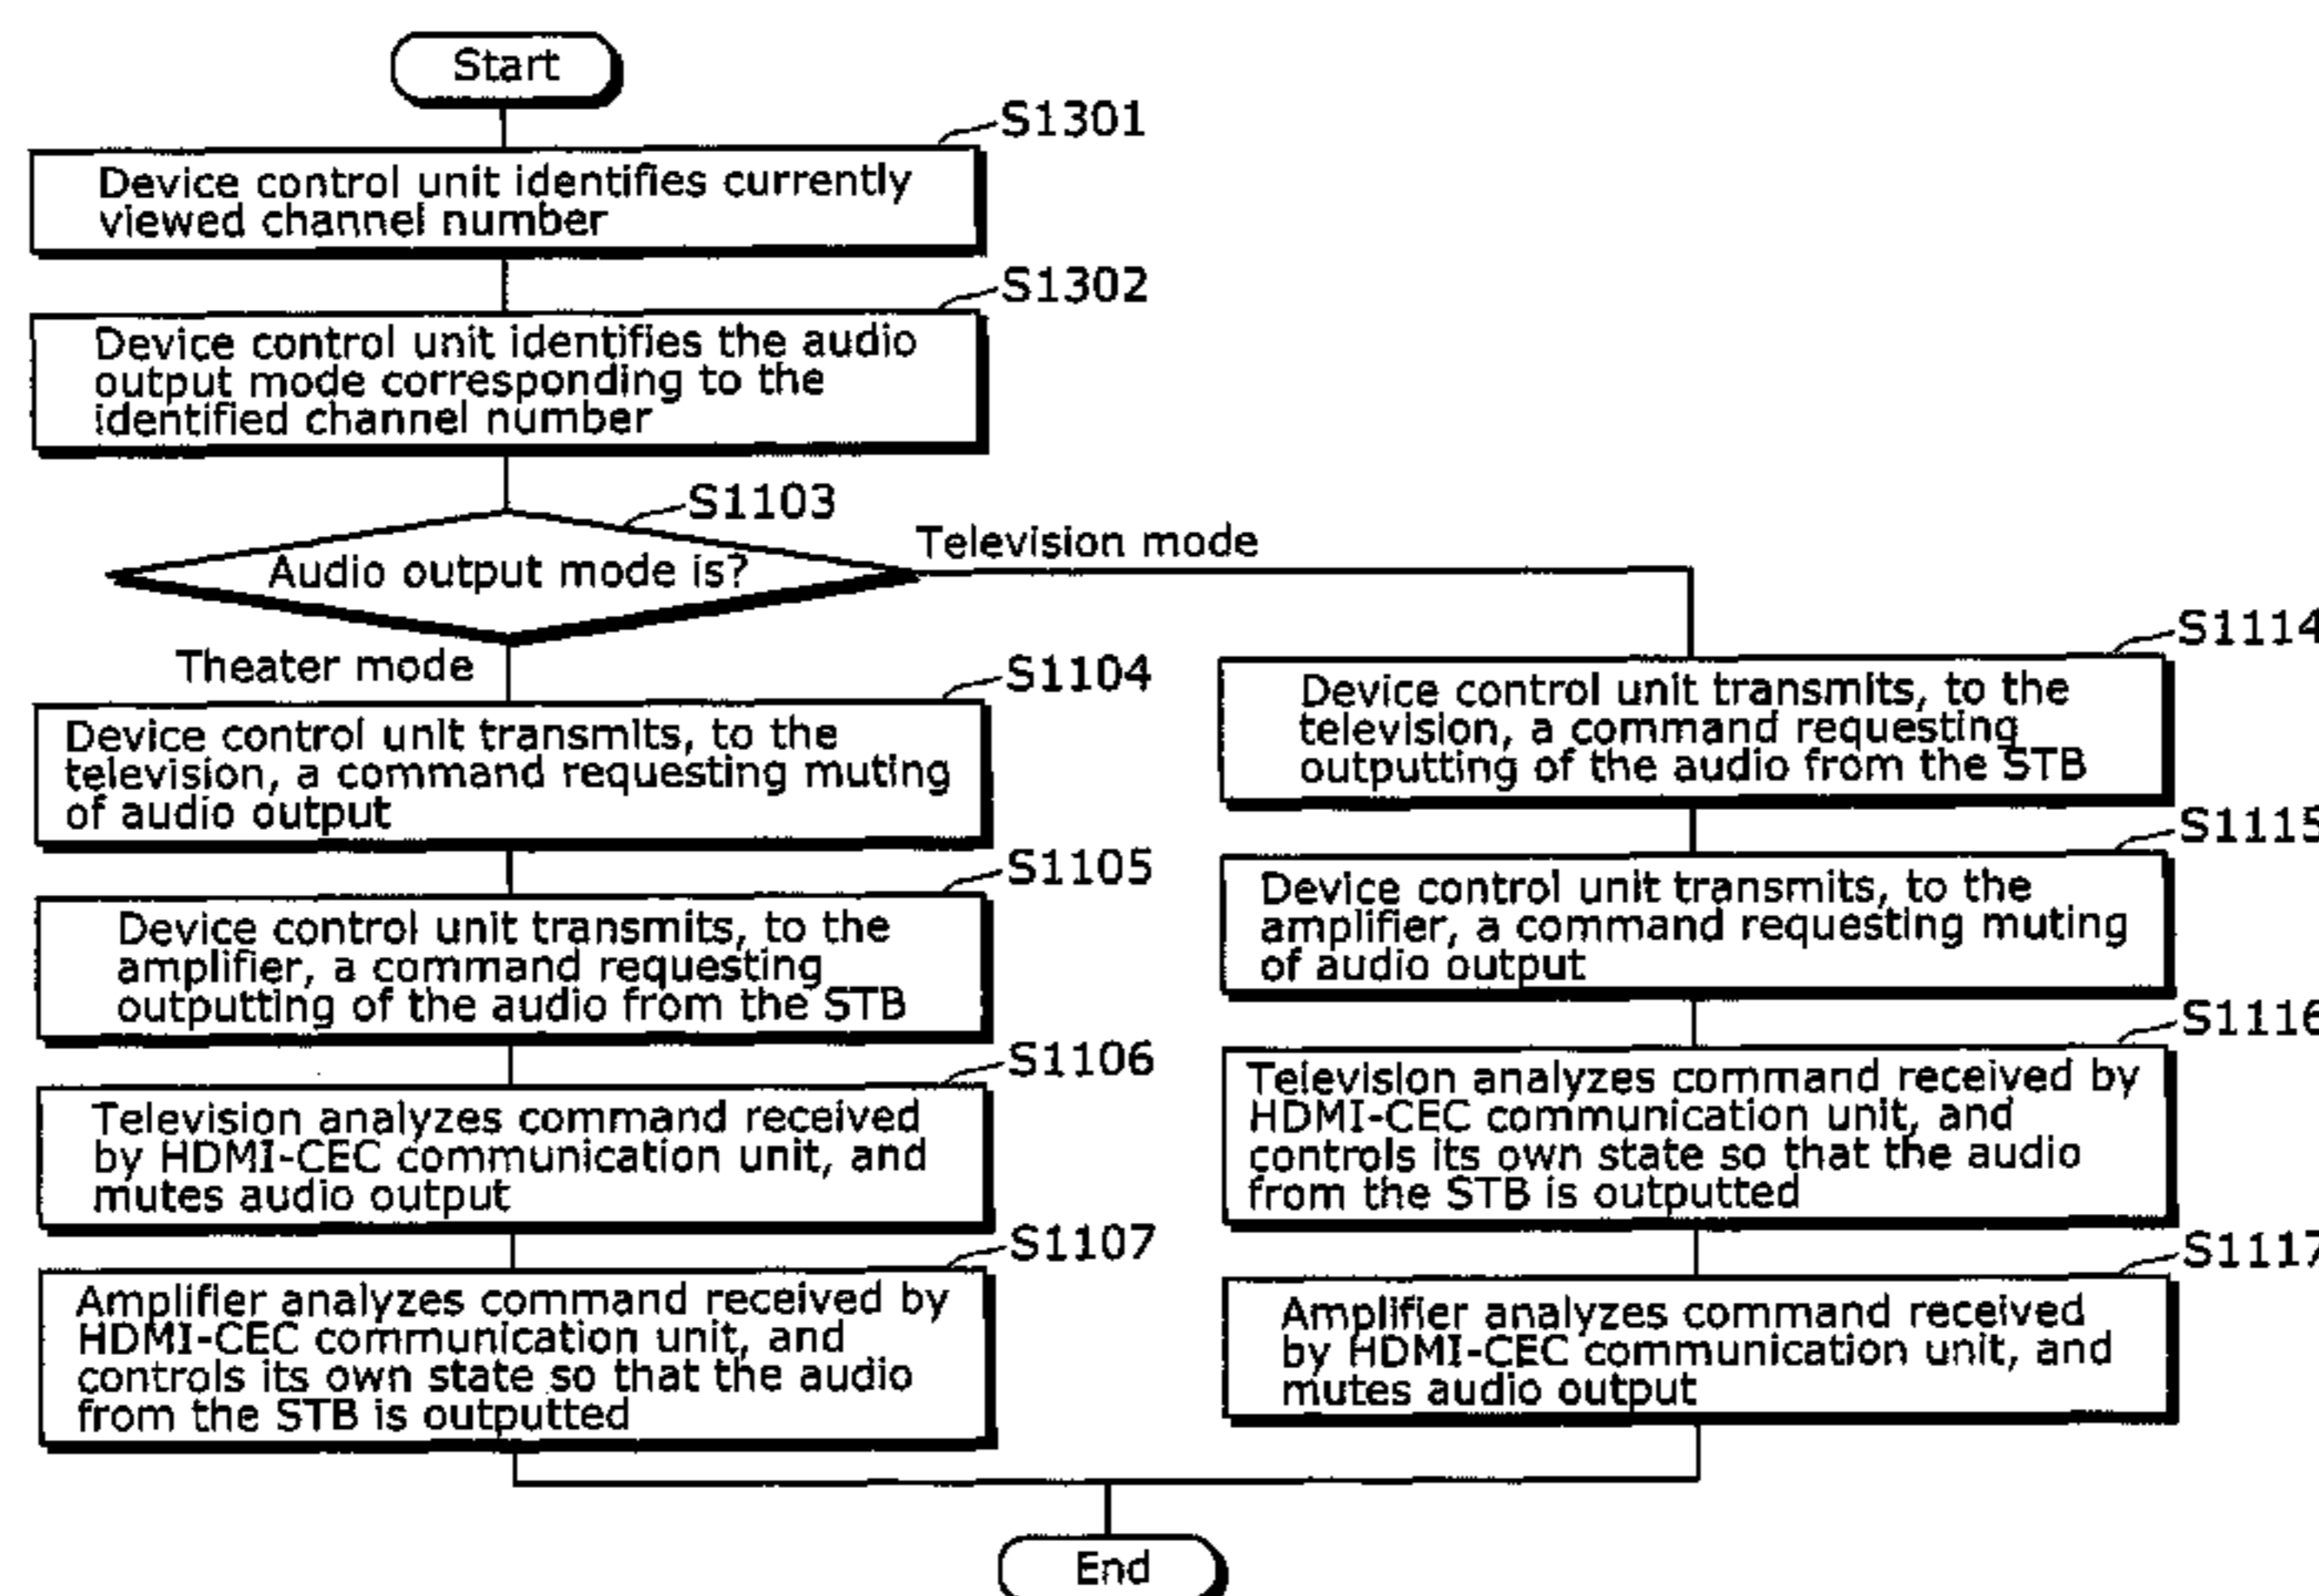 Start
S1301
Device control unit identifies currently
viewed channel number
S1302
Device control unit identifies the audio
output mode corresponding to the
identified channel number
S1103
Audio output mode is?
Television mode
Theater mode
S1104
Device control unit transmits, to the
television, a command requesting muting
of audio output
S1105
Device control unit transmits, to the
amplifier, a command requesting
outputting of the audio from the STB
S1106
Television analyzes command received
by HDMI-CEC communication unit, and
mutes audio output
S1107
Amplifier analyzes command received by
HDMI-CEC communication unit, and
controls its own state so that the audio
from the STB is outputted
S1114
Device control unit transmits, to the
television, a command requesting
outputting of the audio from the STB
S1115
Device control unit transmits, to the
amplifier, a command requesting muting
of audio output
S1116
Television analyzes command received by
HDMI-CEC communication unit, and
controls its own state so that the audio
from the STB is outputted
S1117
Amplifier analyzes command received
by HDMI-CEC communication unit, and
mutes audio output
End